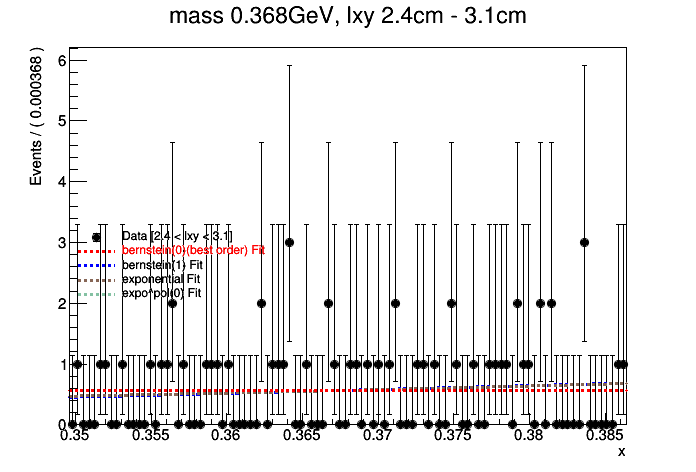 mass 0.368GeV, lxy 2.4cm - 3.1cm
Events / ( 0.000368 )
6
5
4
3
2
1
0
Data [2.4 < lxy < 3.1]
bernstein(0)(best order) Fit
bernstein(1) Fit
exponential Fit
expo^pol(0) Fit
0.35 0.355 0.36 0.365 0.37 0.375 0.38 0.385
x